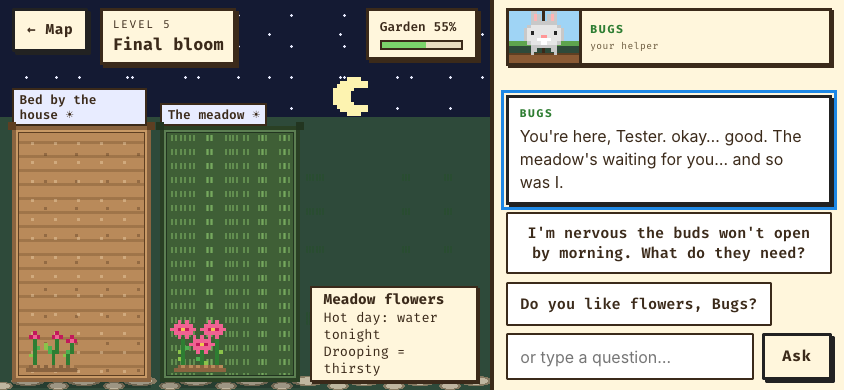 ← Map
LEVEL 5
Final bloom
Garden 55%
Bed by the
house ☀
The meadow ☀
Meadow flowers
Hot day: water
tonight
Drooping =
thirsty
BUGS
your helper
BUGS
You're here, Tester. okay... good. The
meadow's waiting for you... and so
was I.
I'm nervous the buds won't open
by morning. What do they need?
Do you like flowers, Bugs?
or type a question...
Ask